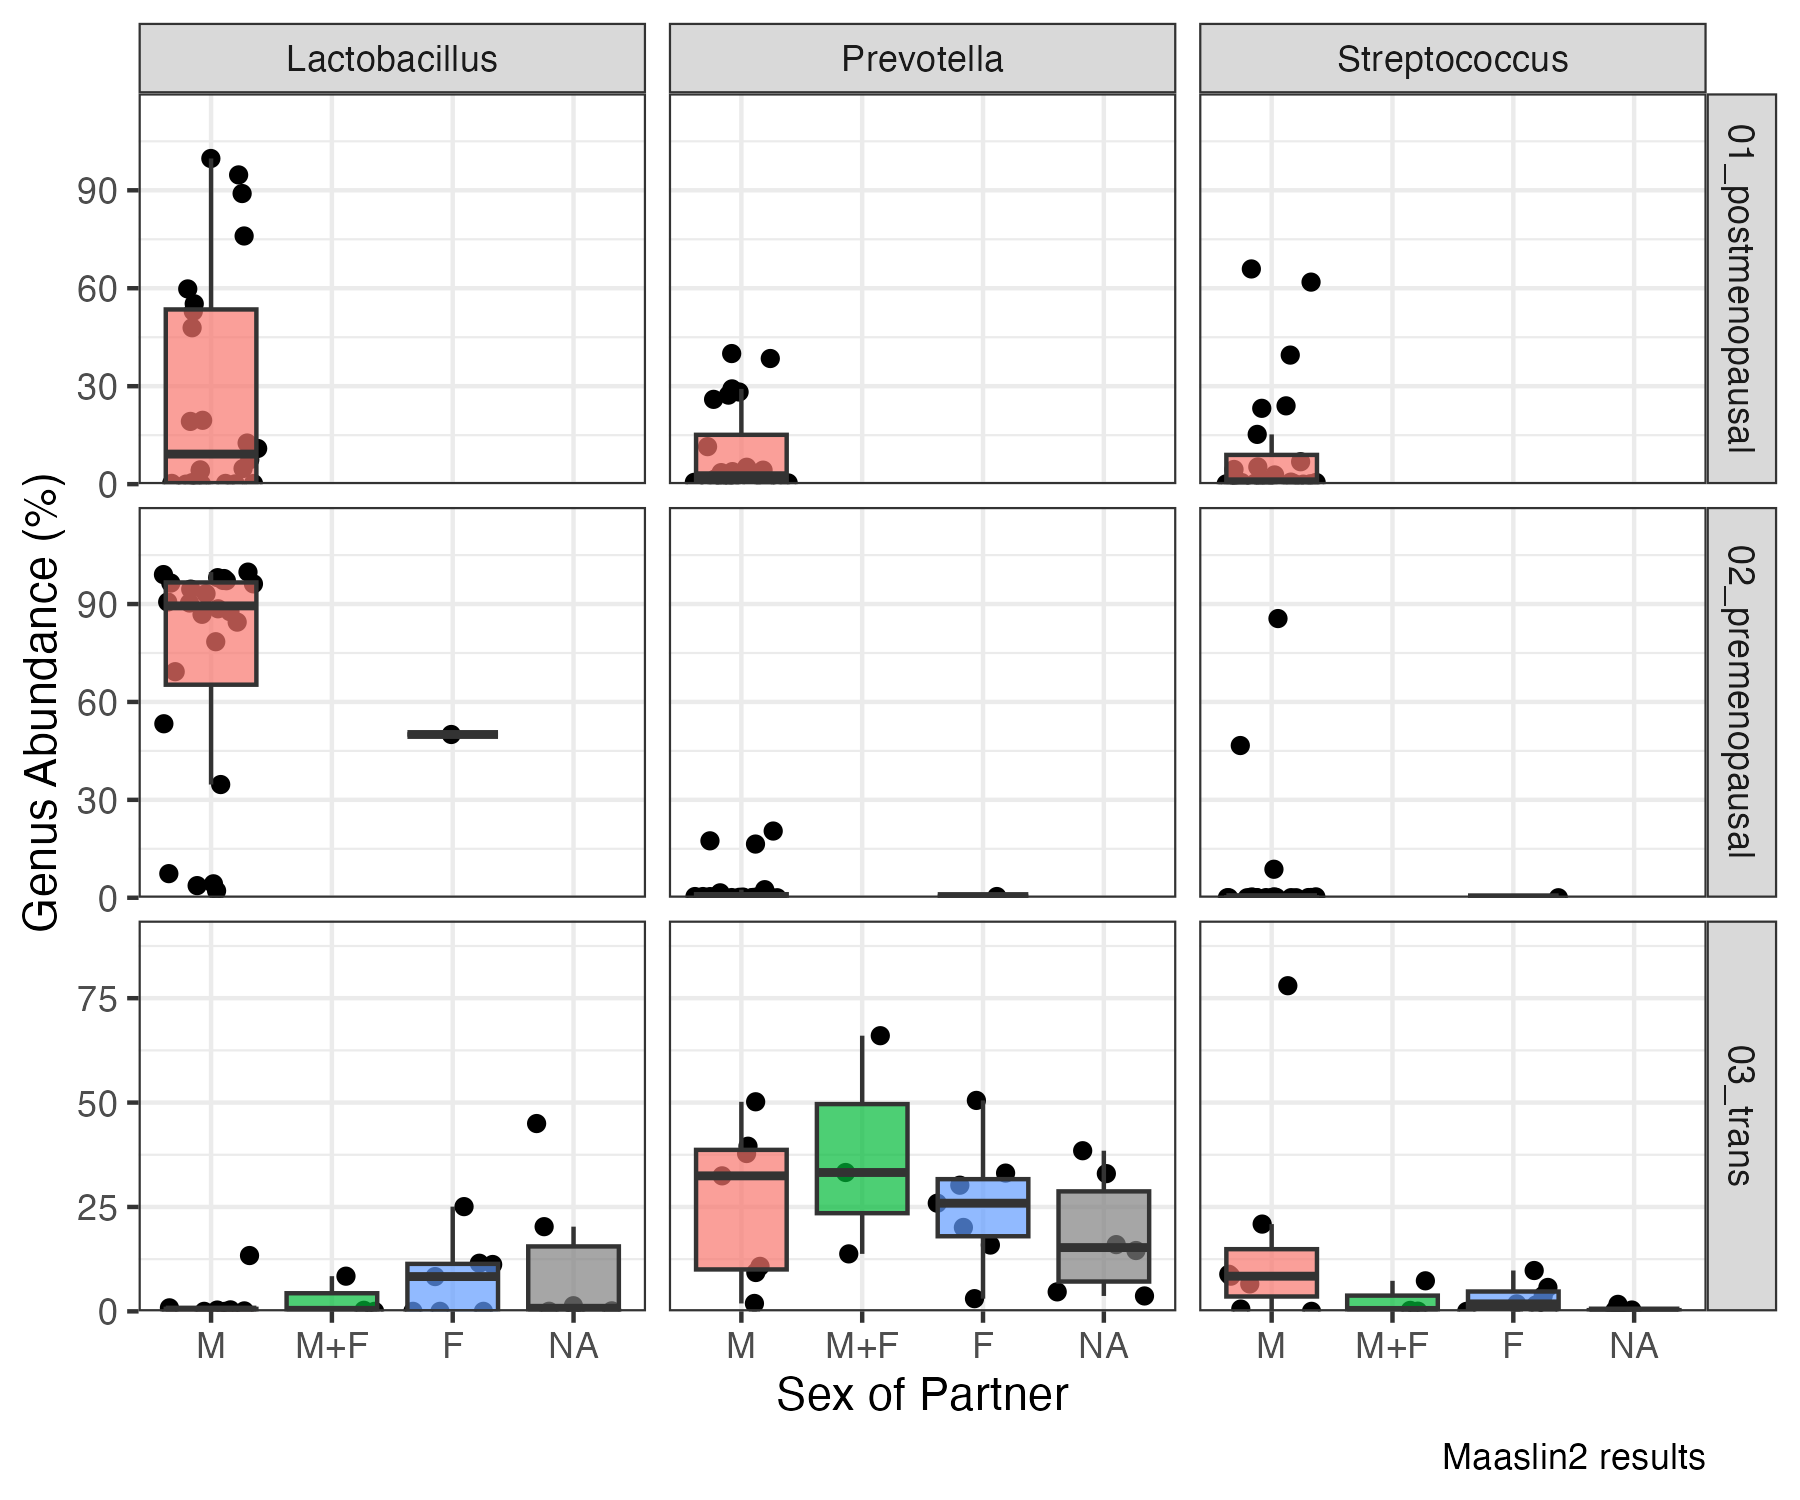 Lactobacillus Prevotella Streptococcus
90
60
30
0
01_postmenopausal
90
60
30
0
02_premenopausal
75
50
25
0
03_trans
Genus Abundance (%)
M M+F F NA M M+F F NA M M+F F NA
Sex of Partner
Maaslin2 results